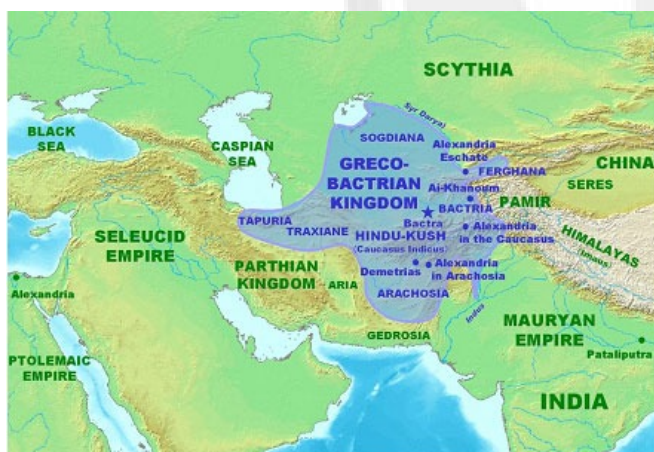 SCYTHIA
BLACK
SEA
CASPIAN
SEA
Syr Darya
SOGDIANA
Alexandria
Eschate
FERGHANA
CHINA
SERES
GRECO-
BACTRIAN
KINGDOM
Ai-Khanoum
BACTRIA
PAMIR
Bactra
TAPURIA
TRAXIANE
HINDU-KUSH
(Caucasus Indicus)
Alexandria
in the Caucasus
HIMALAYAS
(Imaus)
SELEUCID
EMPIRE
PARTHIAN
KINGDOM
ARIA
Demetrias
Alexandria
in Arachosia
ARACHOSIA
Alexandria
Indus
GEDROSIA
MAURYAN
EMPIRE
Pataliputra
PTOLEMAIC
EMPIRE
INDIA